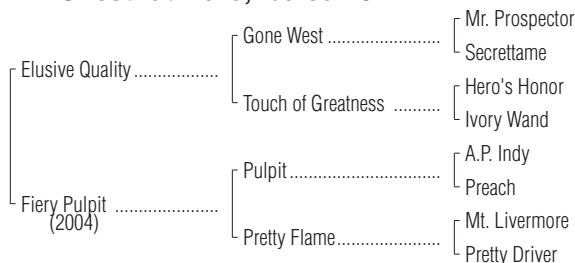 Mr. Prospector
Gone West
Secrettame
Elusive Quality
Hero's Honor
Touch of Greatness
Ivory Wand
A.P. Indy
Pulpit
Preach
Fiery Pulpit
(2004)
Mt. Livermore
Pretty Flame
Pretty Driver